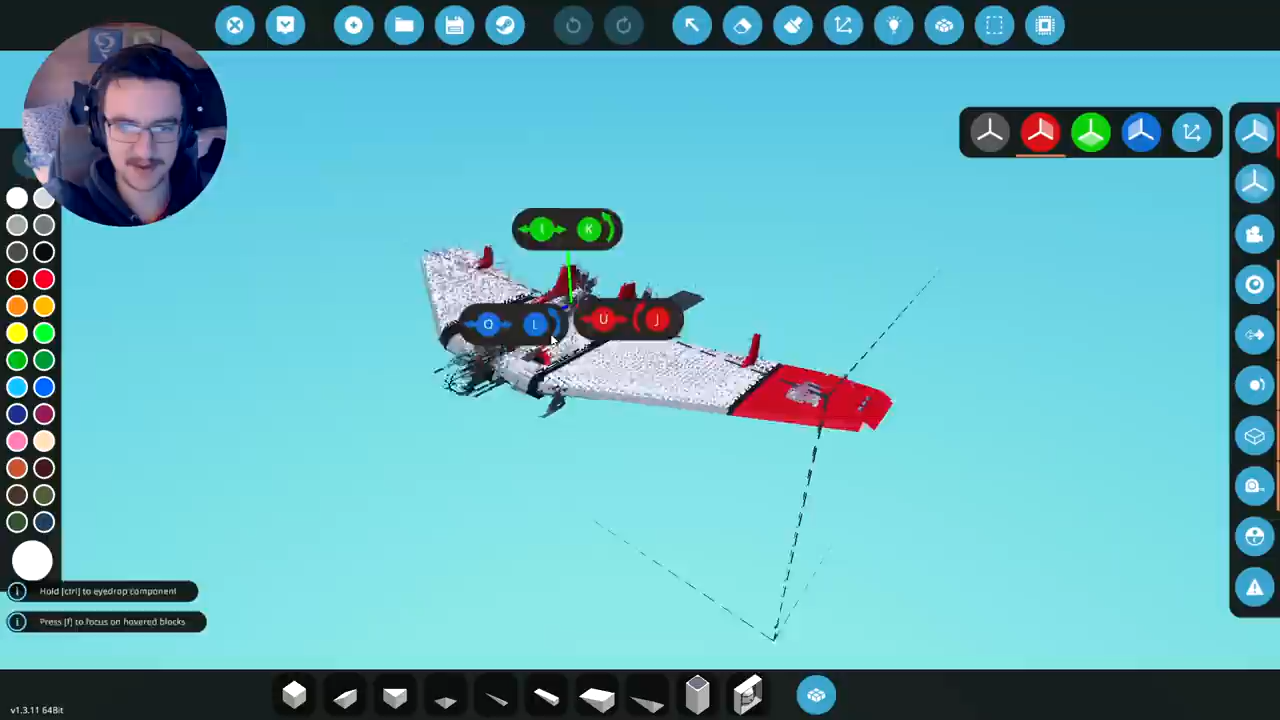 I K
O L U J
Hold [ctrl] to eyedrop component
Press [f] to focus on hovered blocks
v1.3.11 64Bit